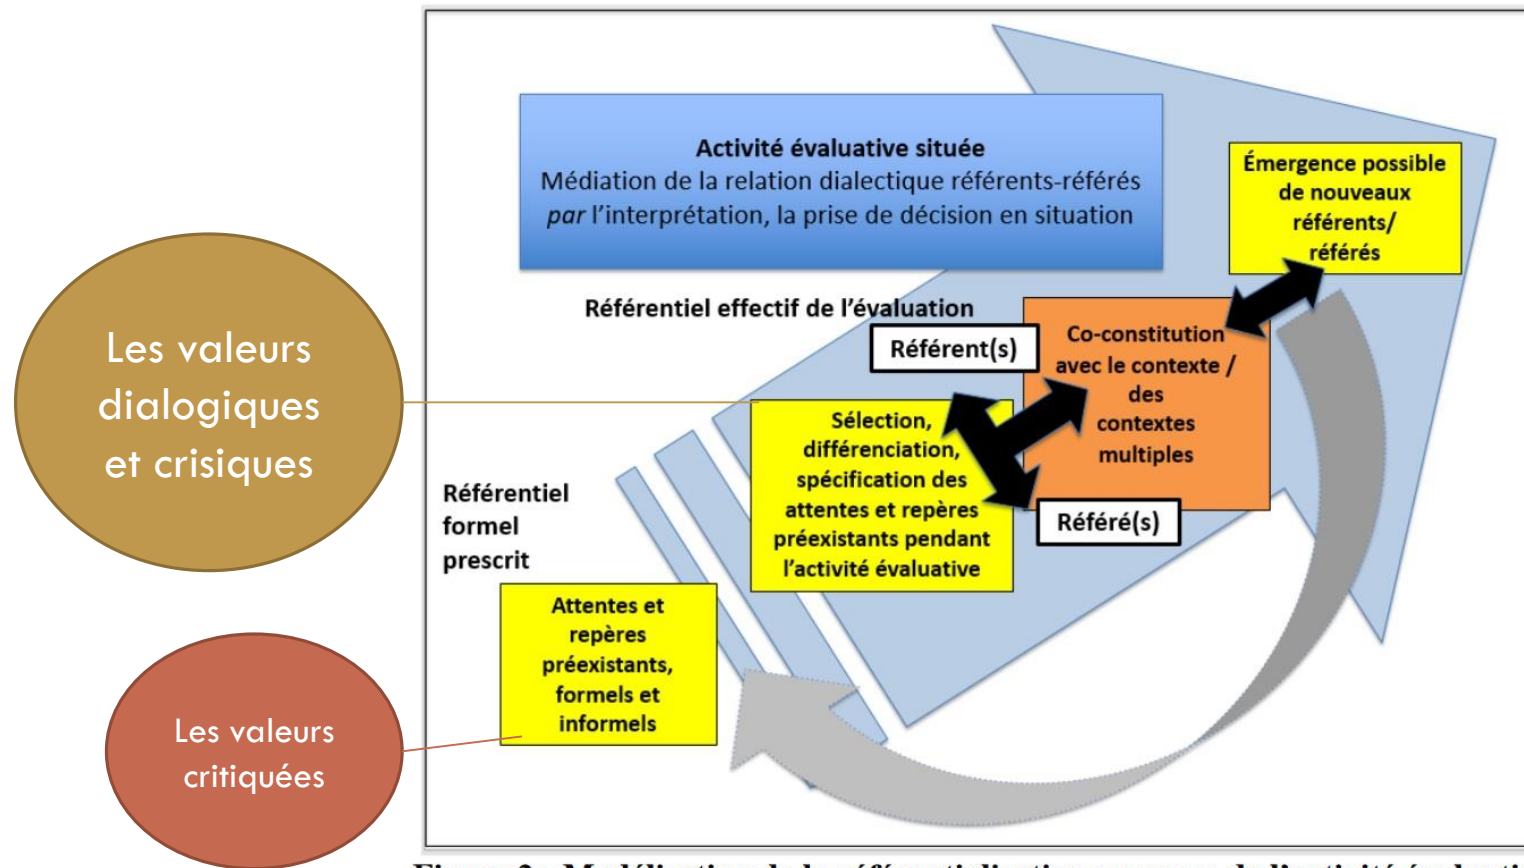 Activité évaluative située
Médiation de la relation dialectique référents-référés
par l’interprétation, la prise de décision en situation
Émergence possible
de nouveaux
référents/
référés
Référentiel effectif de l’évaluation
Référent(s)
Co-constitution
avec le contexte /
des
contextes
multiples
Les valeurs
dialogiques
et crisiques
Sélection,
différenciation,
spécification des
attentes et repères
préexistants pendant
l’activité évaluative
Référé(s)
Référentiel
formel
prescrit
Attentes et
repères
préexistants,
formels et
informels
Les valeurs
critiquées